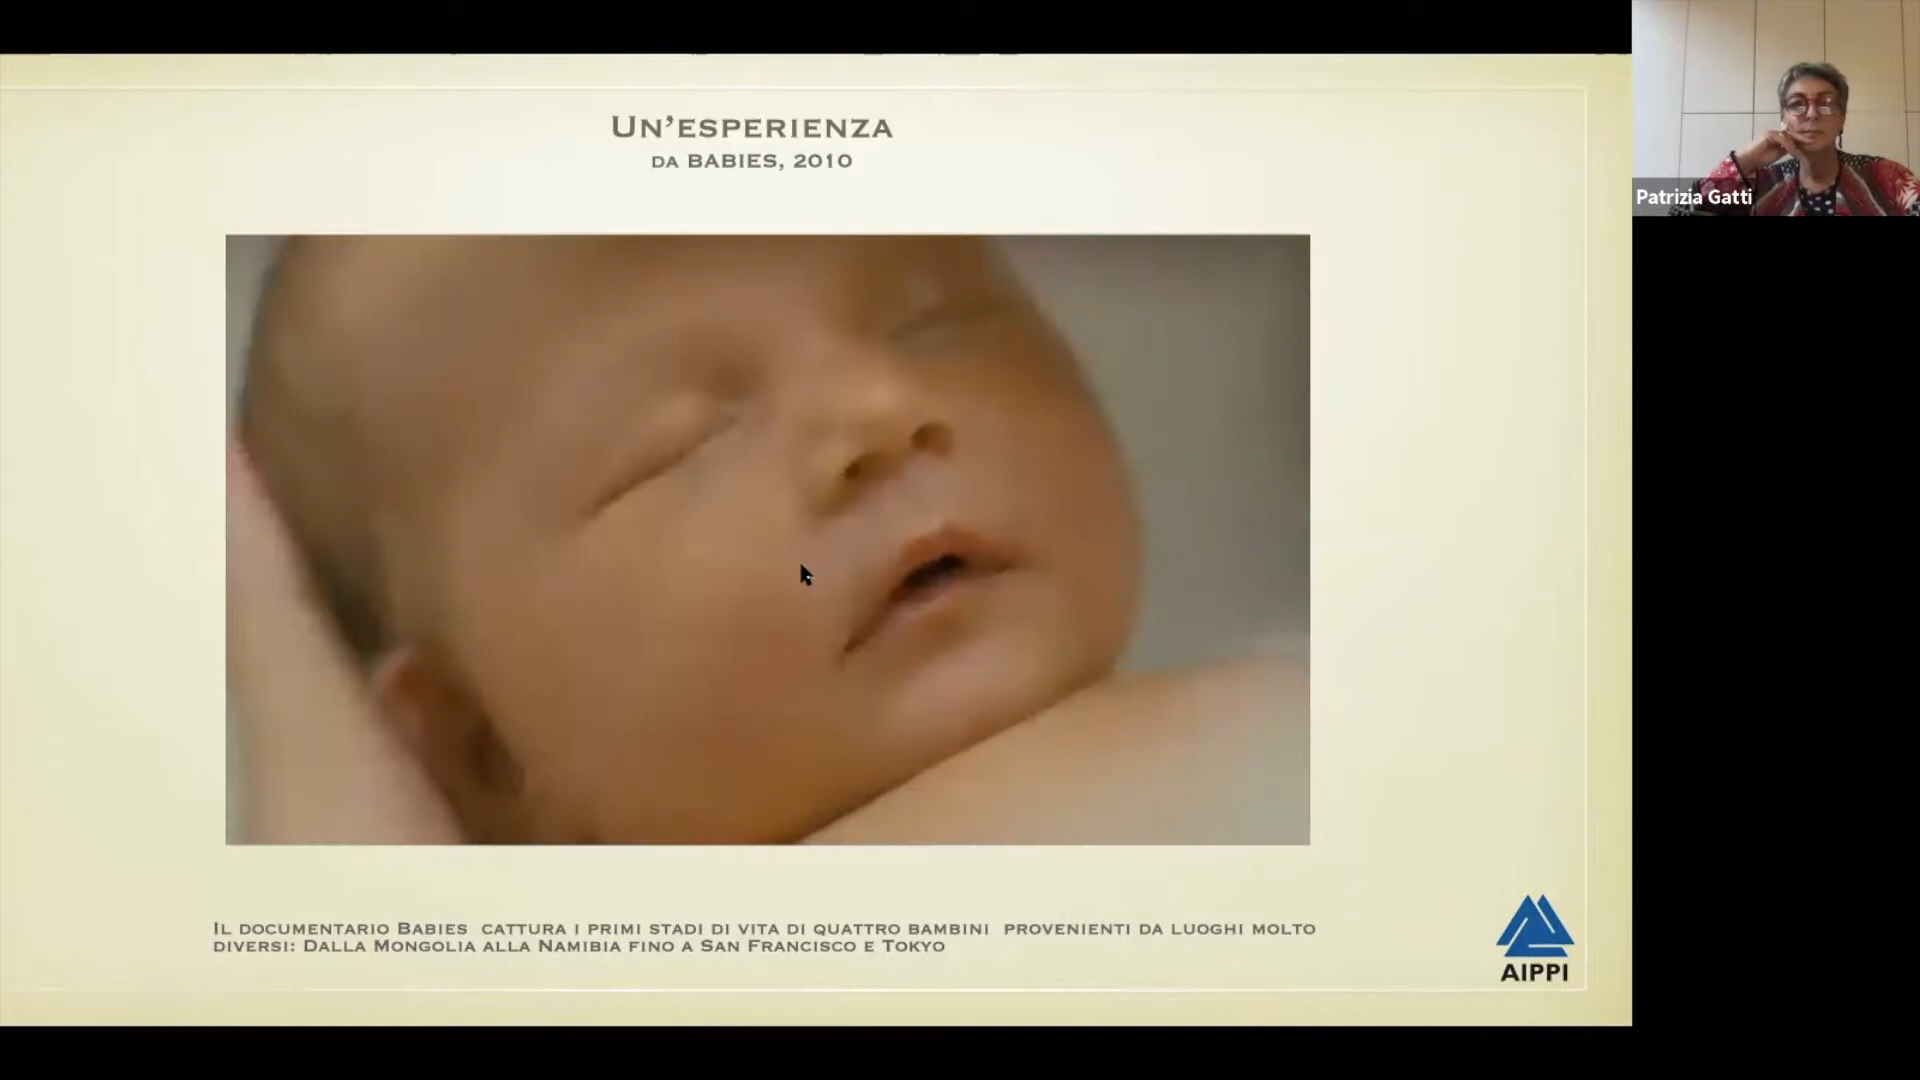 Un'esperienza
da BABIES, 2010
Patrizia Gatti
Il documentario Babies cattura i primi stadi di vita di quattro bambini provenienti da luoghi molto
diversi: Dalla Mongolia alla Namibia fino a San Francisco e Tokyo
AIPPI